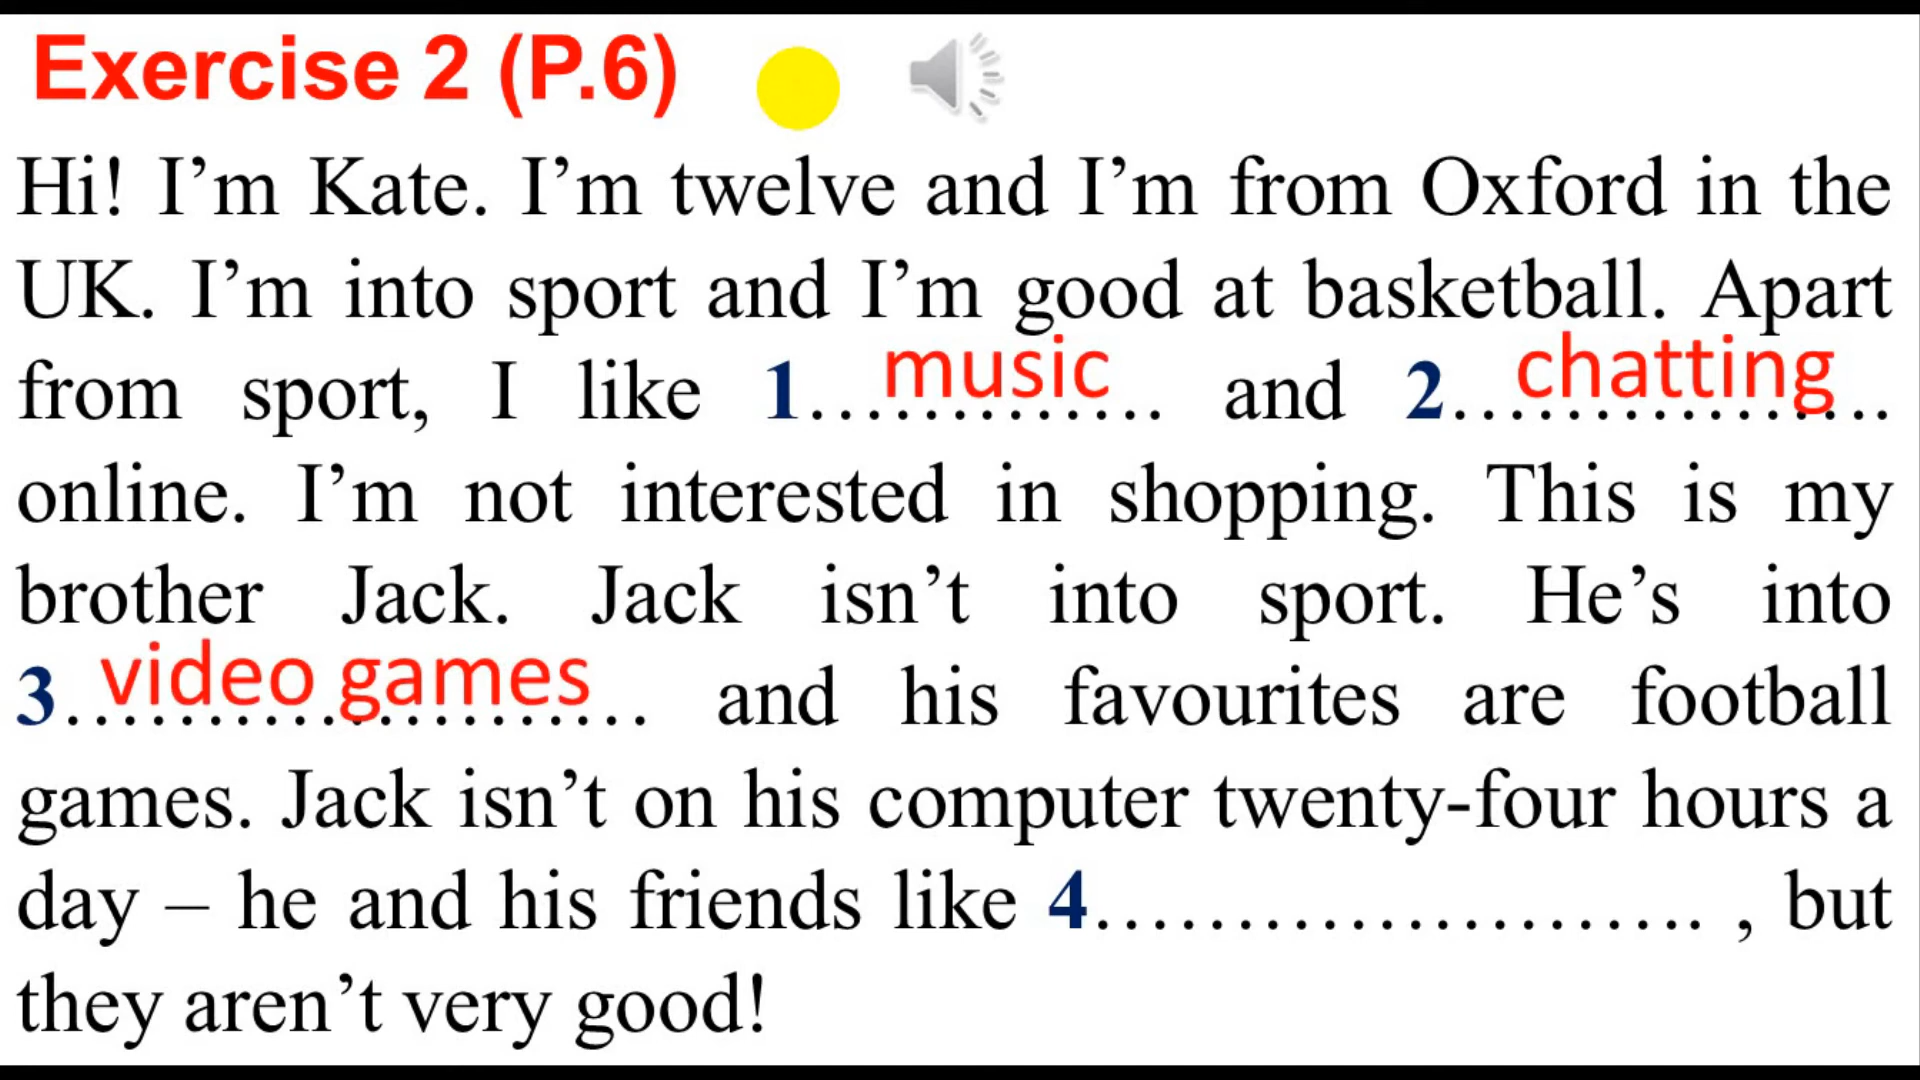 Exercise 2 (P.6)
Hi! I’m Kate. I’m twelve and I’m from Oxford in the
UK. I’m into sport and I’m good at basketball. Apart
from sport, I like 1…music… and 2…chatting…
online. I’m not interested in shopping. This is my
brother Jack. Jack isn’t into sport. He’s into
3…video games… and his favourites are football
games. Jack isn’t on his computer twenty-four hours a
day – he and his friends like 4…………………. , but
they aren’t very good!